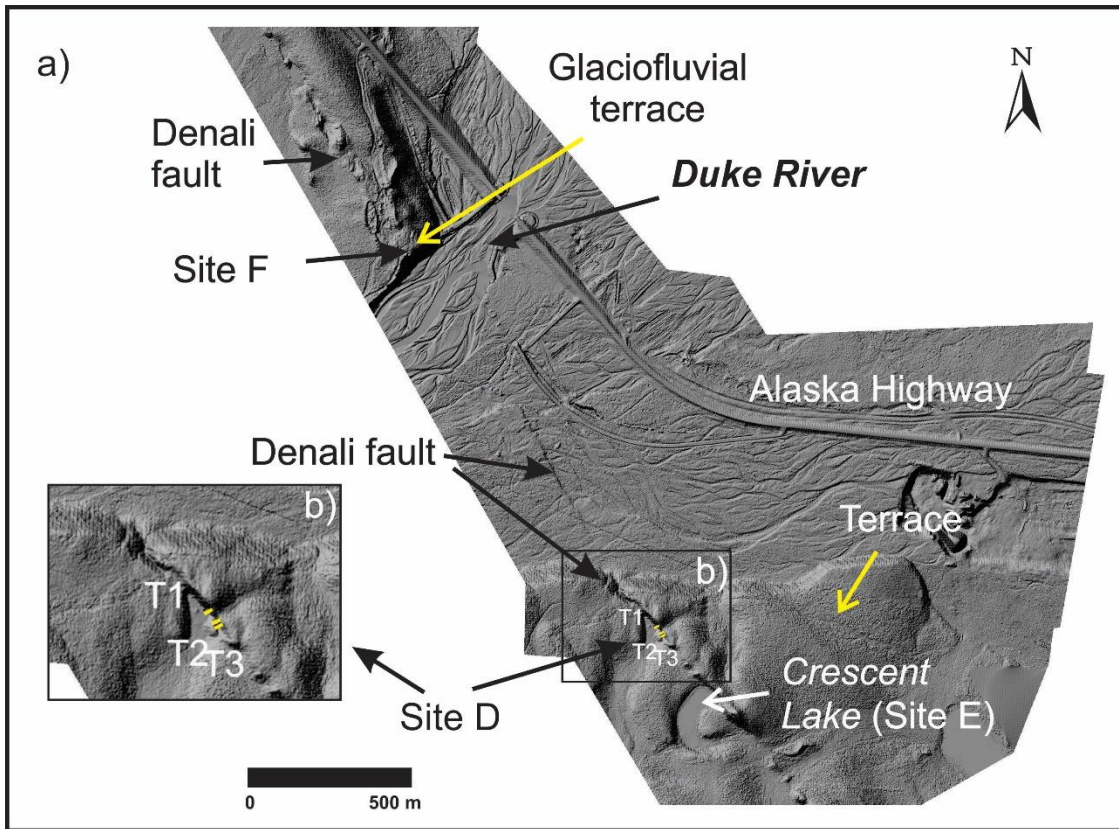 a)
N
Glaciofluvial
terrace
Denali
fault
Duke River
Site F
Alaska Highway
Denali fault
b)
Terrace
b)
T1
T2
T3
T1
T2
T3
Crescent
Lake (Site E)
Site D
0
500 m